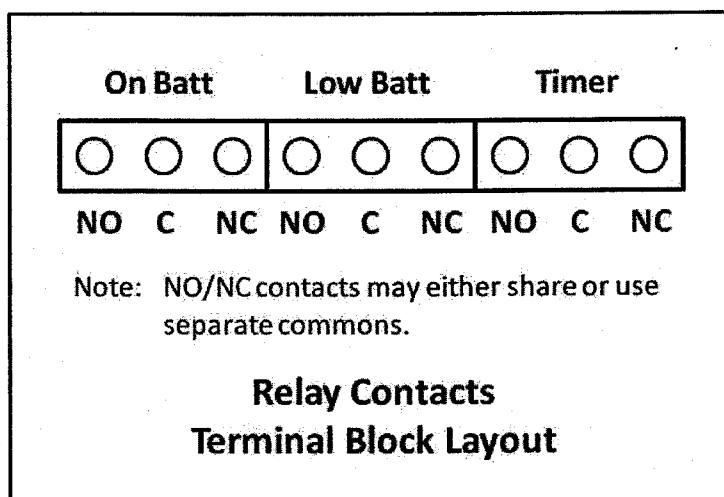 On Batt Low Batt Timer
NO C NC NO C NC NO C NC
Note: NO/NC contacts may either share or use
separate commons.
Relay Contacts
Terminal Block Layout